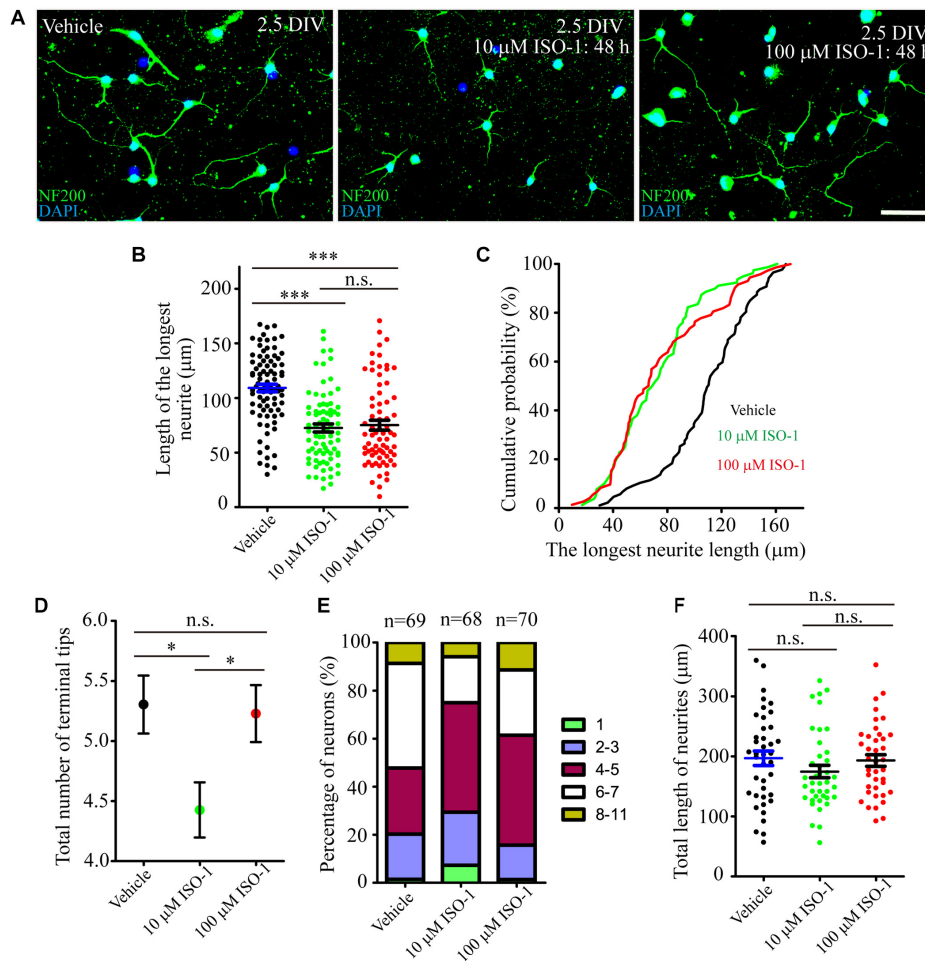 A
Vehicle
2.5 DIV
NF200
DAPI
2.5 DIV
10 µM ISO-1: 48 h
NF200
DAPI
2.5 DIV
100 µM ISO-1: 48 h
NF200
DAPI
B
***
n.s.
***
Length of the longest
neurite (µm)
200
150
100
50
0
Vehicle
10 µM ISO-1
100 µM ISO-1
C
Cumulative probability (%)
100
80
60
40
20
0
Vehicle
10 µM ISO-1
100 µM ISO-1
0 40 80 120 160
The longest neurite length (µm)
D
n.s.
*
*
Total number of terminal tips
6.0
5.5
5.0
4.5
4.0
Vehicle
10 µM ISO-1
100 µM ISO-1
E
n=69 n=68 n=70
Percentage of neurons (%)
100
80
60
40
20
0
Vehicle
10 µM ISO-1
100 µM ISO-1
1
2-3
4-5
6-7
8-11
F
n.s.
n.s.
n.s.
Total length of neurites (µm)
400
300
200
100
0
Vehicle
10 µM ISO-1
100 µM ISO-1